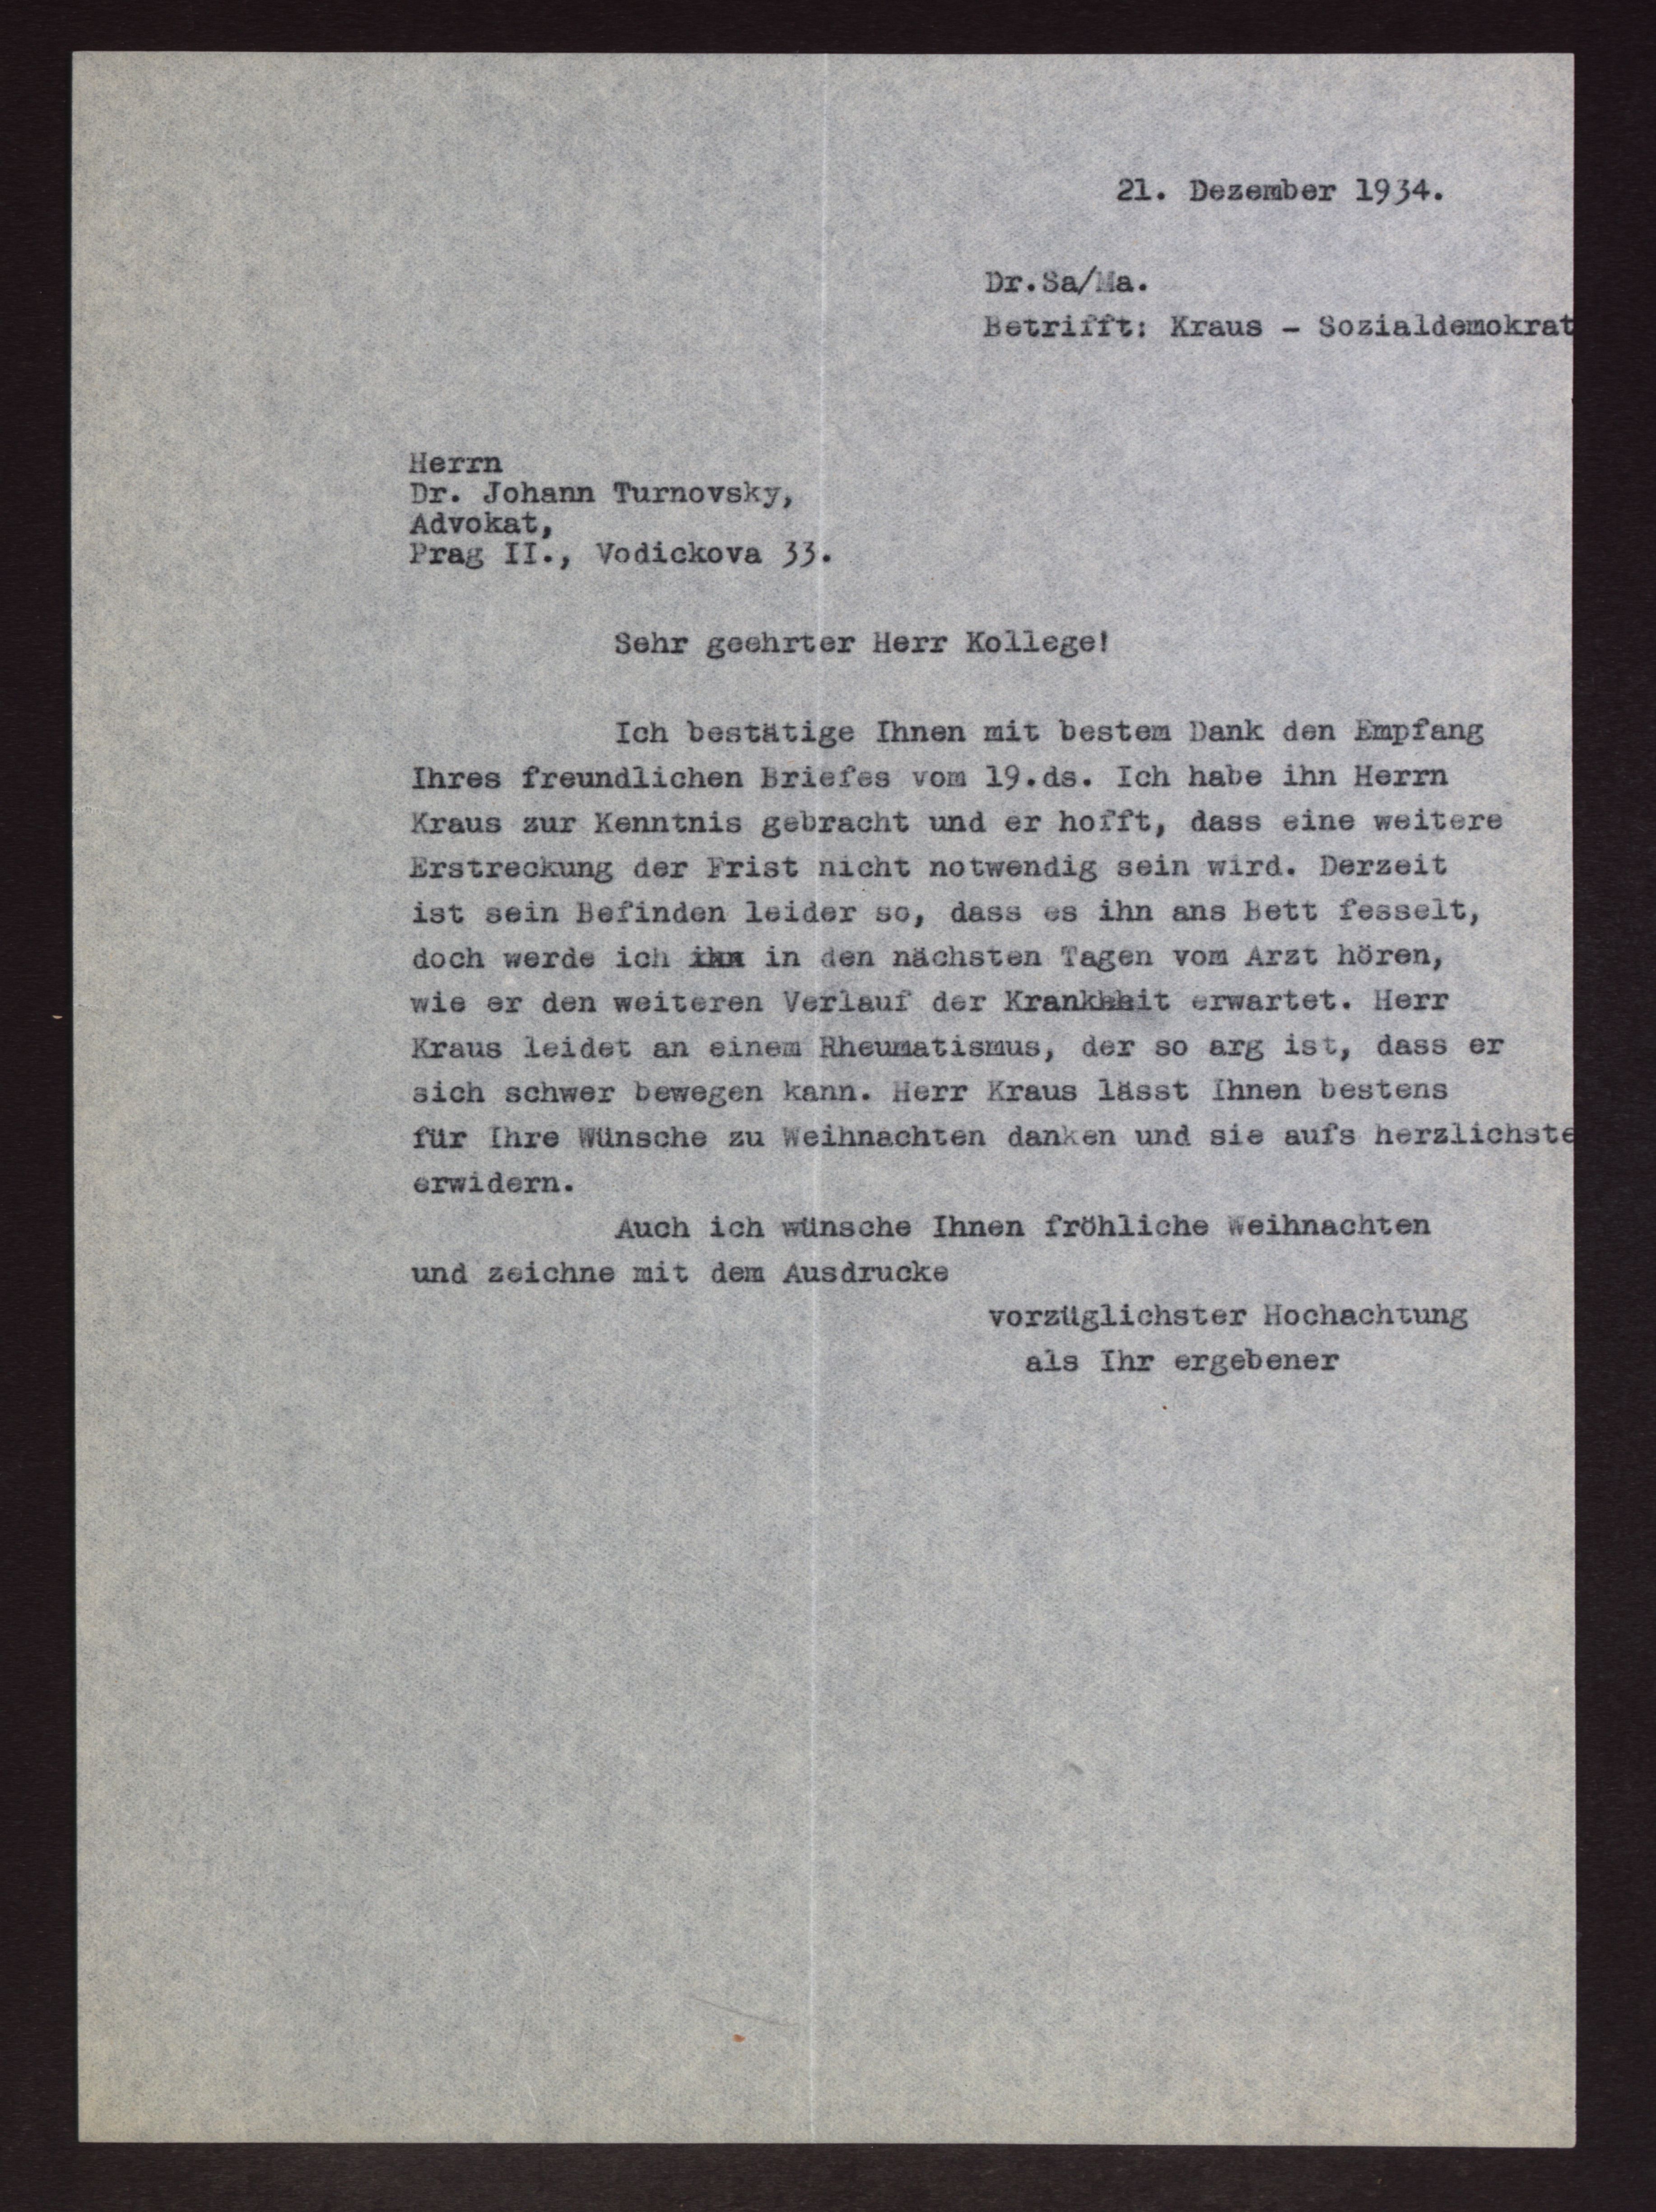 21. Dezember 1934.
Dr.Sa/Ma.
Betrifft: Kraus - Sozialdemokrat
Herrn
Dr. Johann Turnovsky,
Advokat,
Prag II., Vodickova 33.
Sehr geehrter Herr Kollege!
Ich bestätige Ihnen mit bestem Dank den Empfang
Ihres freundlichen Briefes vom 19.ds. Ich habe ihn Herrn
Kraus zur Kenntnis gebracht und er hofft, dass eine weitere
Erstreckung der Frist nicht notwendig sein wird. Derzeit
ist sein Befinden leider so, dass es ihn ans Bett fesselt,
doch werde ich in den nächsten Tagen vom Arzt hören,
wie er den weiteren Verlauf der Krankheit erwartet. Herr
Kraus leidet an einem Rheumatismus, der so arg ist, dass er
sich schwer bewegen kann. Herr Kraus lässt Ihnen bestens
für Ihre Wünsche zu Weihnachten danken und sie aufs herzlichste
erwidern.
Auch ich wünsche Ihnen fröhliche Weihnachten
und zeichne mit dem Ausdrucke
vorzüglichster Hochachtung
als Ihr ergebener